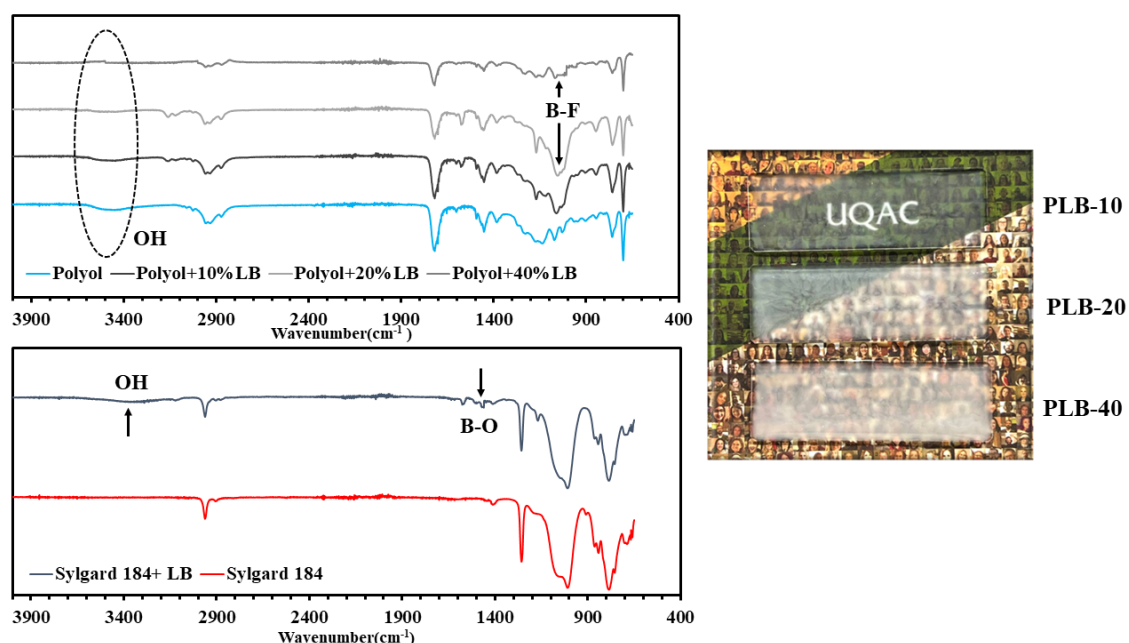 B-F
OH
Polyol Polyol+10%LB Polyol+20%LB Polyol+40%LB
3900 3400 2900 2400 1900 1400 900 400
Wavenumber(cm-1 )
OH
B-O
Sylgard 184+ LB Sylgard 184
3900 3400 2900 2400 1900 1400 900 400
Wavenumber(cm-1 )
UQAC
PLB-10
PLB-20
PLB-40